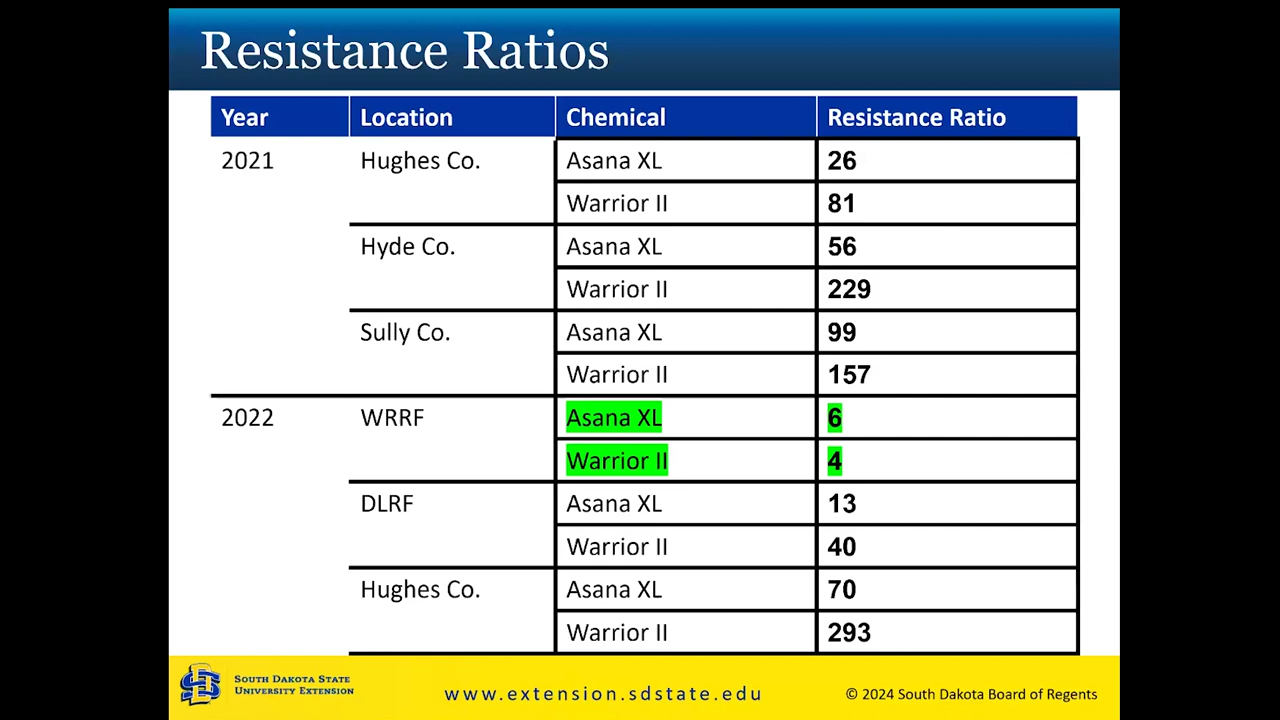 Resistance Ratios
Year Location Chemical Resistance Ratio
2021 Hughes Co. Asana XL 26
Warrior II 81
Hyde Co. Asana XL 56
Warrior II 229
Sully Co. Asana XL 99
Warrior II 157
2022 WRRF Asana XL 6
Warrior II 4
DLRF Asana XL 13
Warrior II 40
Hughes Co. Asana XL 70
Warrior II 293
SOUTH DAKOTA STATE
UNIVERSITY EXTENSION
www.extension.sdstate.edu
© 2024 South Dakota Board of Regents